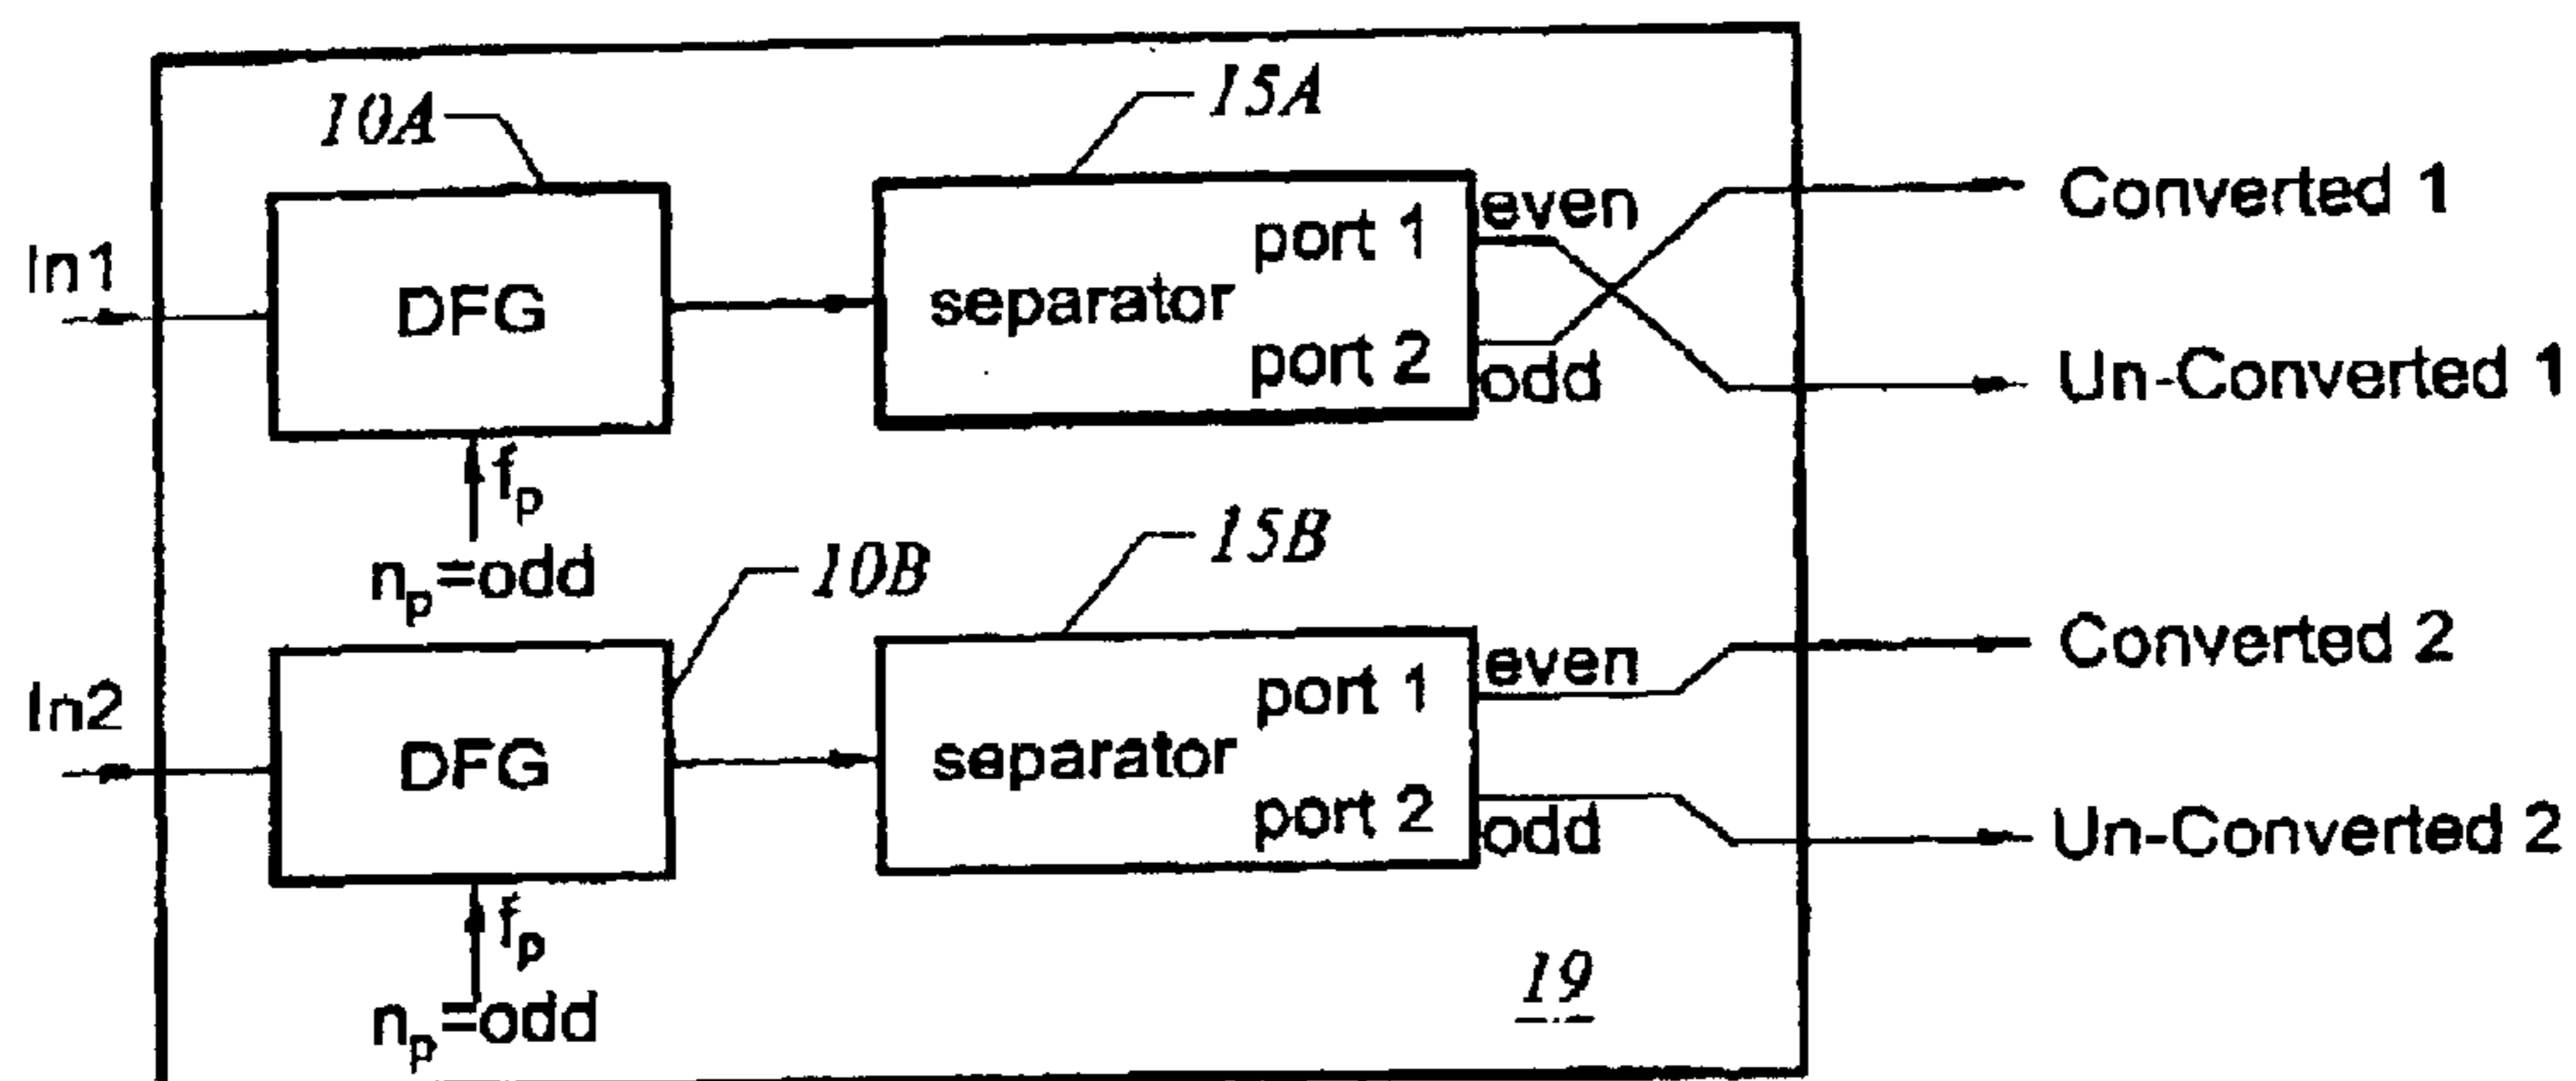 10A
15A
In1
DFG
separator
port 1
port 2
even
odd
Converted 1
Un-Converted 1
fp
np=odd
10B
15B
In2
DFG
separator
port 1
port 2
even
odd
Converted 2
Un-Converted 2
fp
np=odd
19